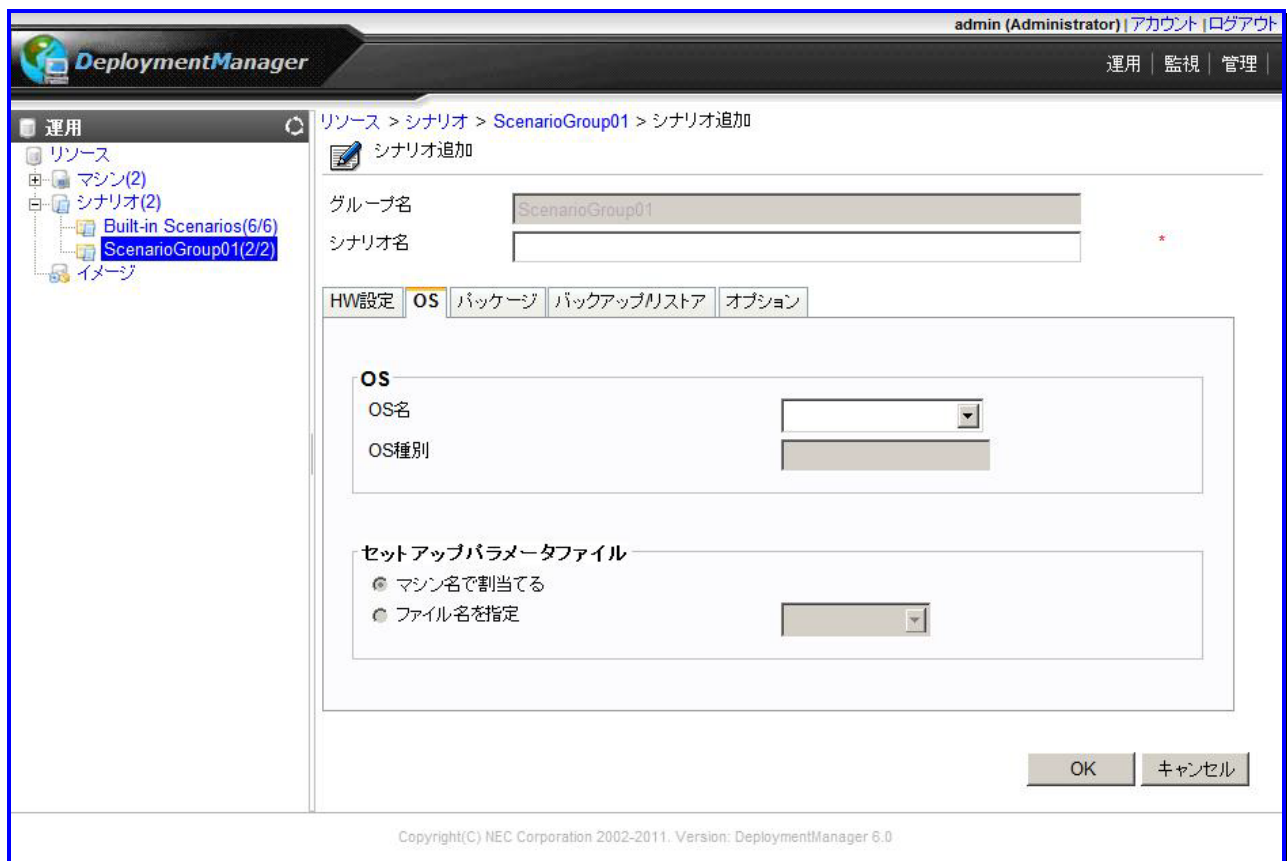 admin (Administrator) | アカウント | ログアウト
DeploymentManager
運用 | 監視 | 管理 |
運用
リソース
マシン(2)
シナリオ(2)
Built-in Scenarios(6/6)
ScenarioGroup01(2/2)
イメージ
リソース > シナリオ > ScenarioGroup01 > シナリオ追加
シナリオ追加
グループ名 ScenarioGroup01
シナリオ名 *
HW設定 OS パッケージ バックアップ/リストア オプション
OS
OS名
OS種別
セットアップパラメータファイル
マシン名で割当てる
ファイル名を指定
OK キャンセル
Copyright(C) NEC Corporation 2002-2011. Version: DeploymentManager 6.0